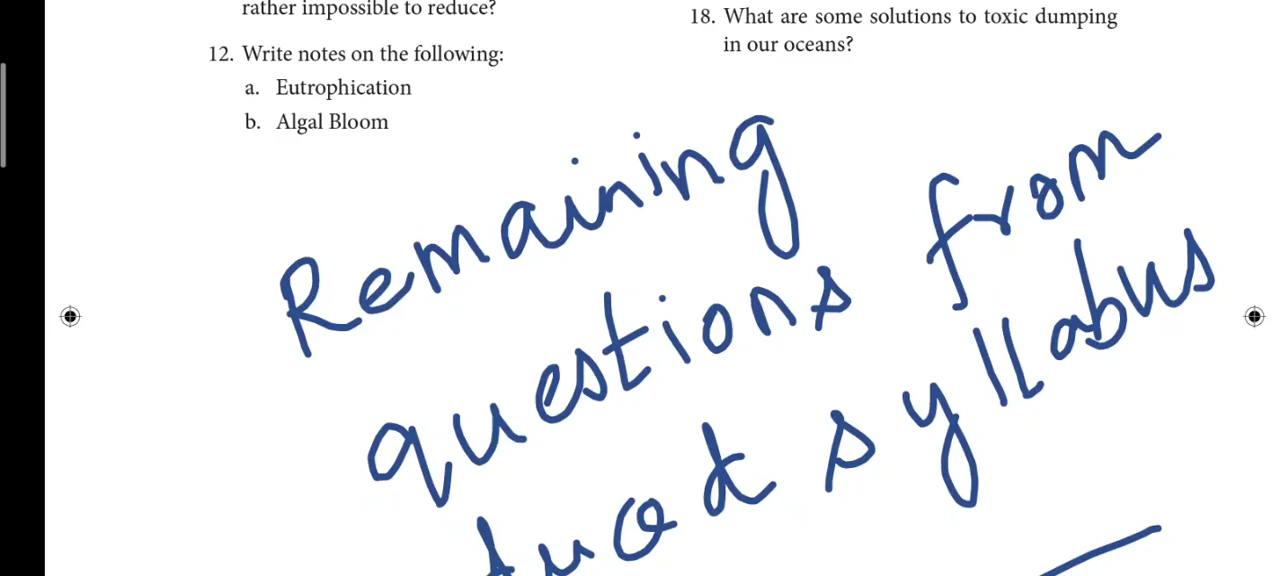 rather impossible to reduce?
12. Write notes on the following:
a. Eutrophication
b. Algal Bloom
18. What are some solutions to toxic dumping
in our oceans?
Remaining
questions from
syllabus